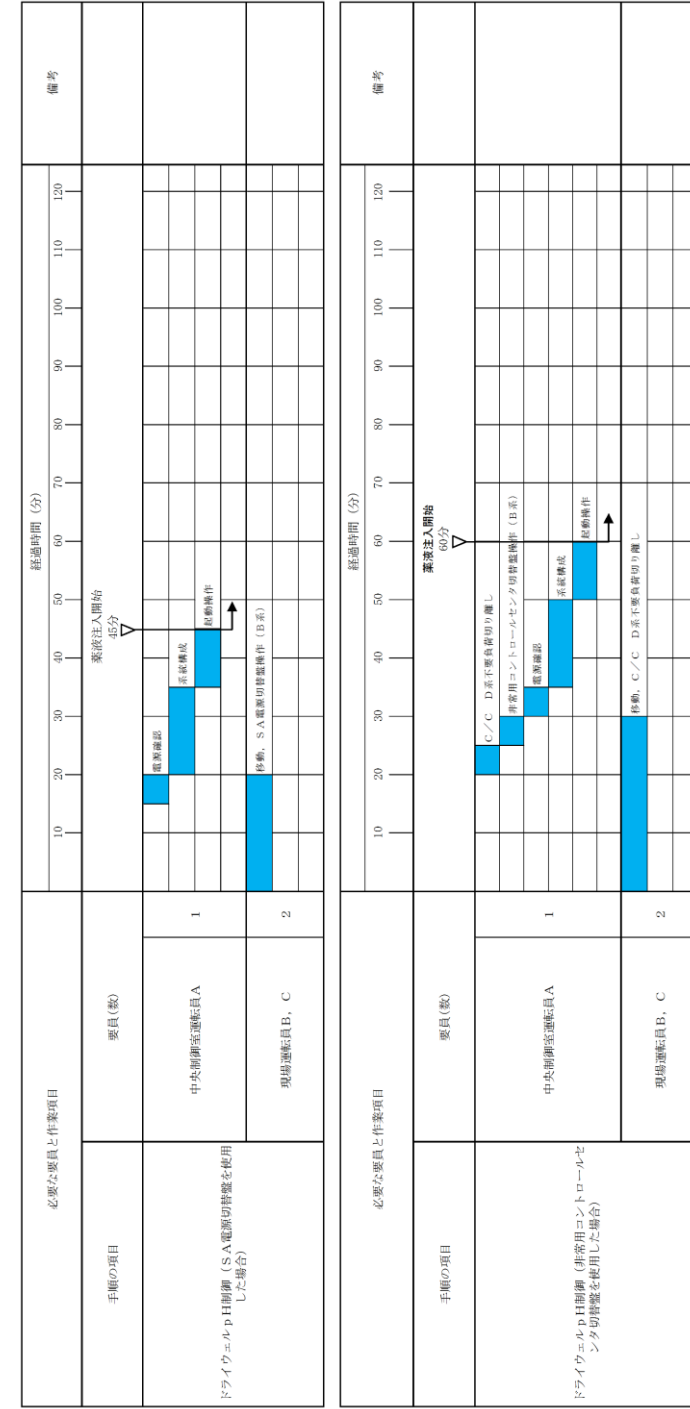 必要な要員と作業項目
経過時間（分）
備考
10 20 30 40 50 60 70 80 90 100 110 120
手順の項目
要員(数)
薬液注入開始
45分
ドライウェルｐＨ制御（ＳＡ電源切替盤を使用
した場合）
中央制御室運転員Ａ
1
電源確認
系統構成
起動操作
現場運転員Ｂ，Ｃ
2
移動，ＳＡ電源切替盤操作（Ｂ系）
必要な要員と作業項目
経過時間（分）
備考
10 20 30 40 50 60 70 80 90 100 110 120
手順の項目
要員(数)
薬液注入開始
60分
ドライウェルｐＨ制御（非常用コントロールセ
ンタ切替盤を使用した場合）
中央制御室運転員Ａ
1
Ｃ／Ｃ　Ｄ系不要負荷切り離し
非常用コントロールセンタ切替盤操作（Ｂ系）
電源確認
系統構成
起動操作
現場運転員Ｂ，Ｃ
2
移動，Ｃ／Ｃ　Ｄ系不要負荷切り離し